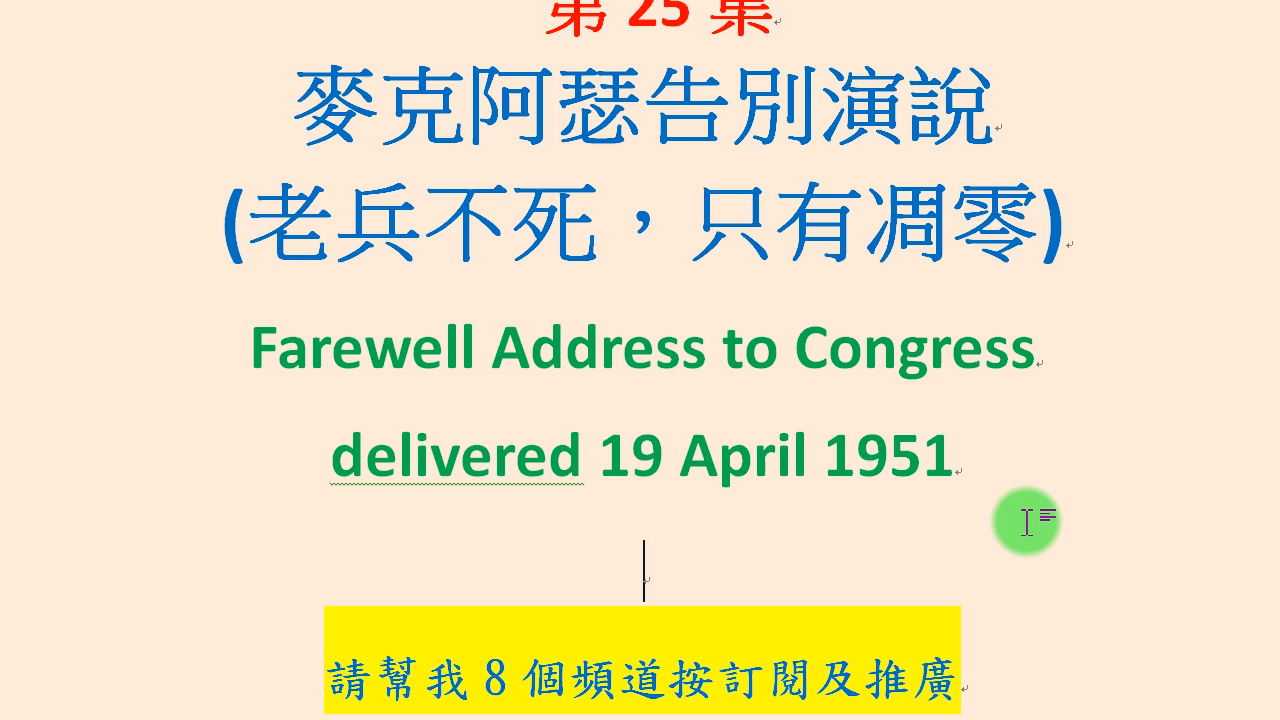 第 25 集
麥克阿瑟告別演說
(老兵不死，只有凋零)
Farewell Address to Congress
delivered 19 April 1951
請幫我 8 個頻道按訂閱及推廣